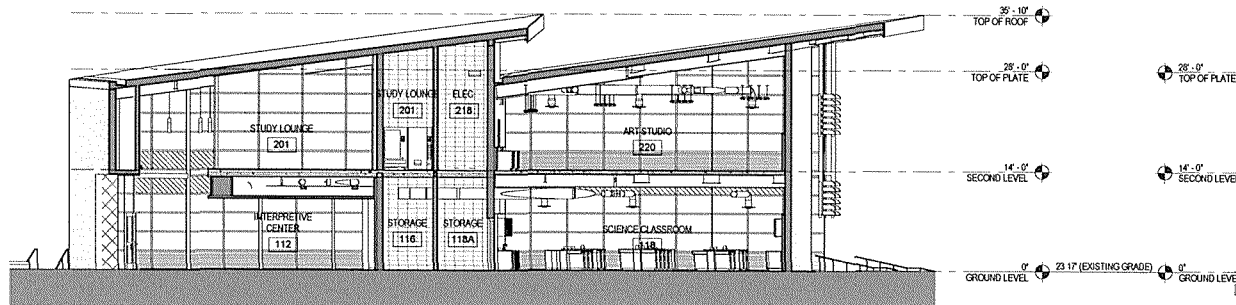 35' - 10"
TOP OF ROOF
28' - 0"
TOP OF PLATE
28' - 0"
TOP OF PLATE
STUDY LOUNGE
201
ELEC
218
STUDY LOUNGE
201
ART STUDIO
220
14' - 0"
SECOND LEVEL
14' - 0"
SECOND LEVEL
INTERPRETIVE
CENTER
112
STORAGE
116
STORAGE
118A
SCIENCE CLASSROOM
118
0"
GROUND LEVEL
23 17' (EXISTING GRADE)
0"
GROUND LEVE